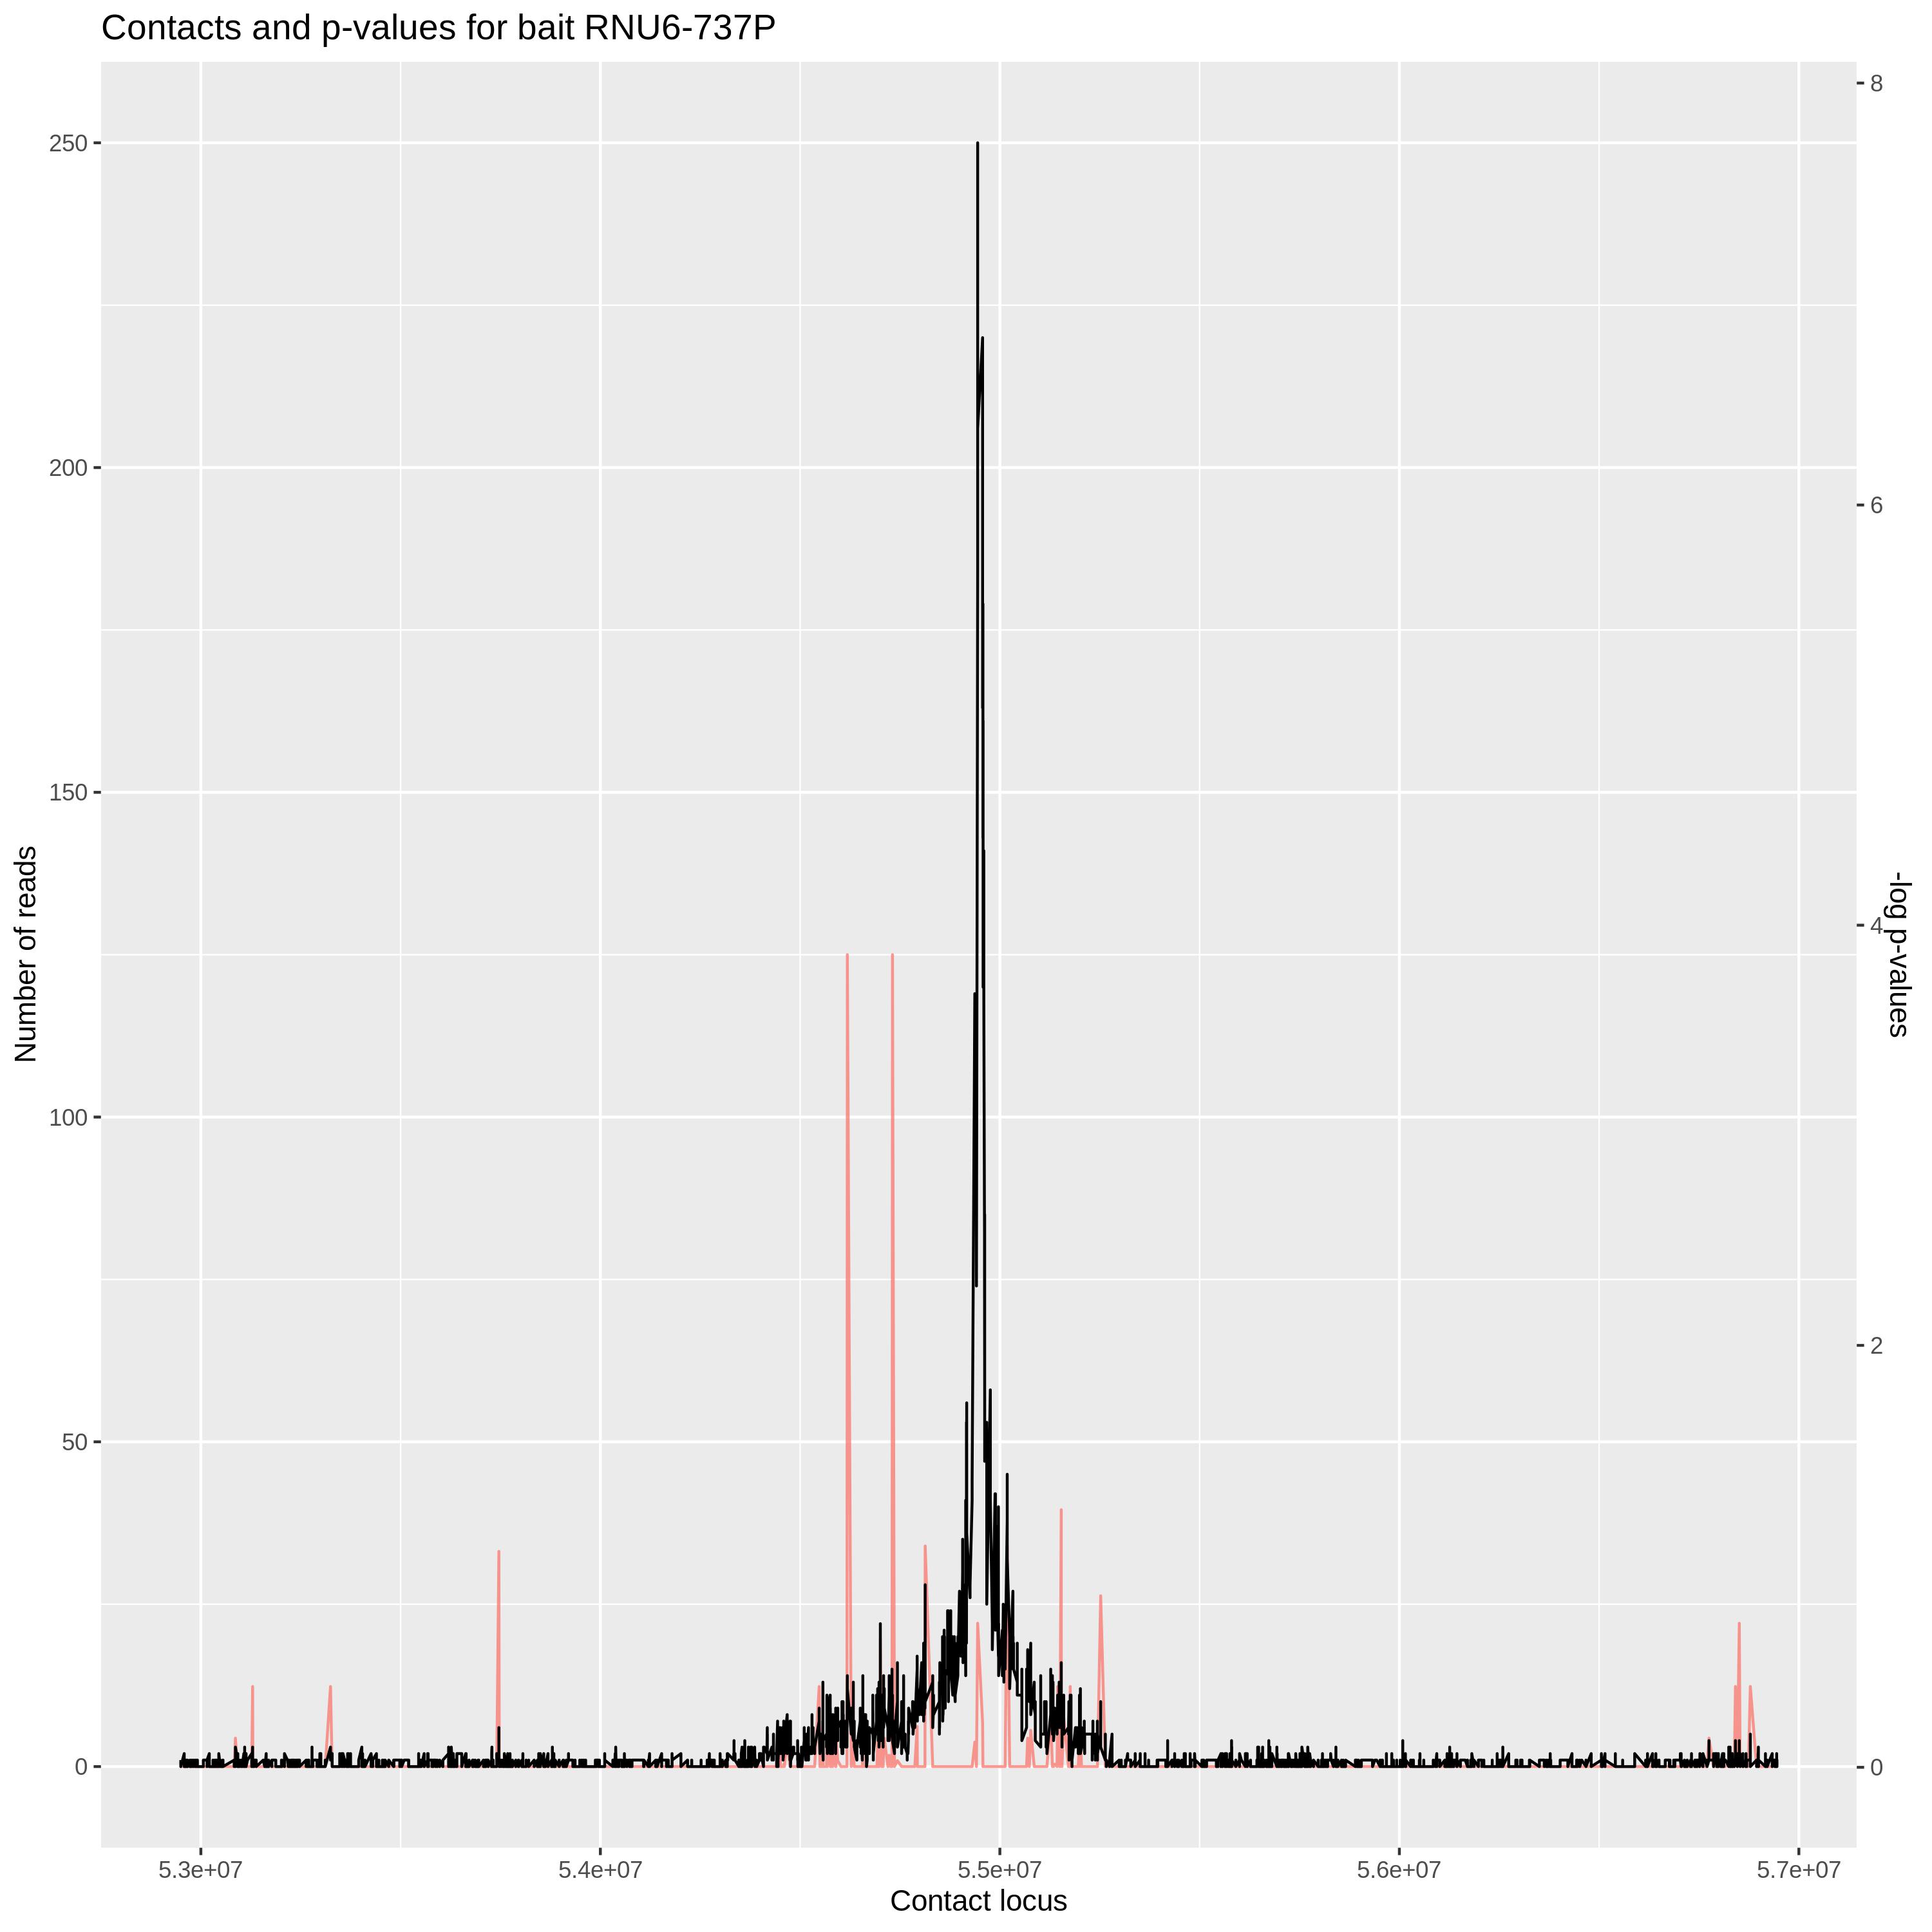 Contacts and p-values for bait RNU6-737P
250
200
150
100
50
0
Number of reads
8
6
4
2
0
-log p-values
5.3e+07
5.4e+07
5.5e+07
5.6e+07
5.7e+07
Contact locus